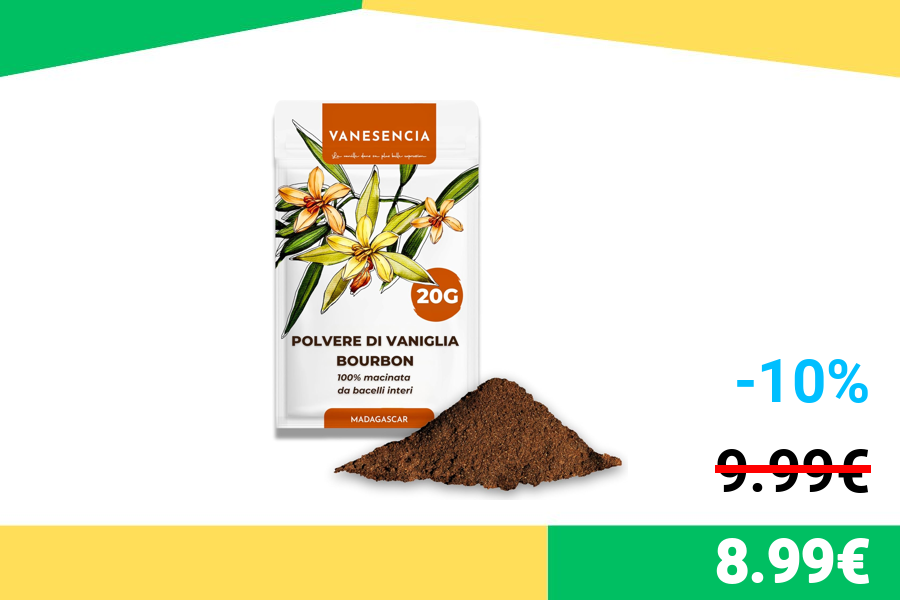 VANESENCIA
20G
POLVERE DI VANIGLIA
BOURBON
100% macinata
da bacelli interi
MADAGASCAR
-10%
9.99€
8.99€